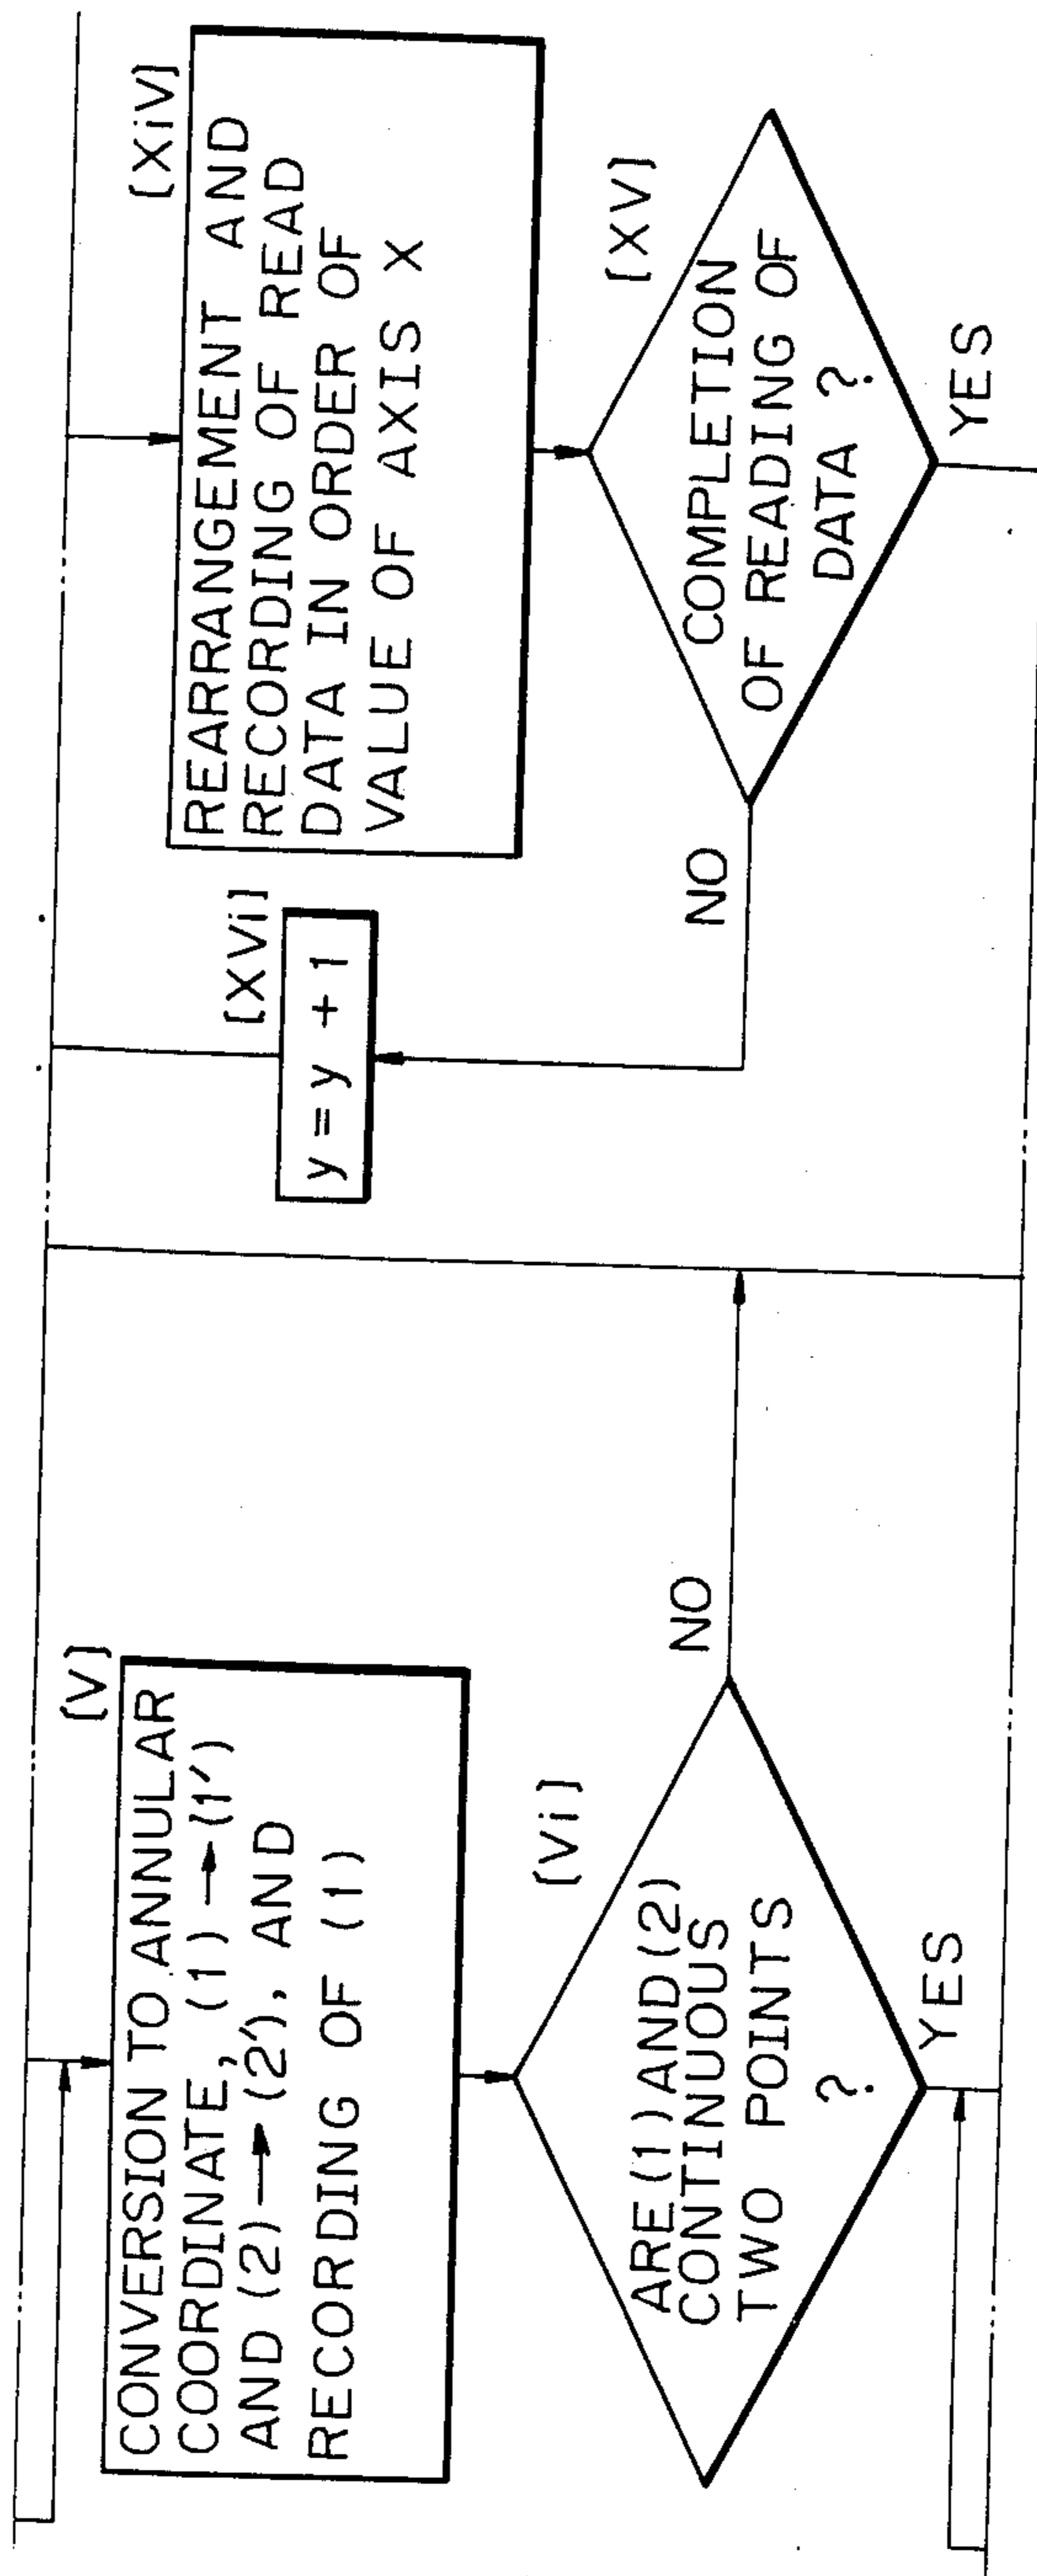 [V]
CONVERSION TO ANNULAR
COORDINATE, (1) → (1′)
AND (2) → (2′), AND
RECORDING OF (1)
[Vi]
ARE (1) AND (2)
CONTINUOUS
TWO POINTS
?
NO
YES
[XiV]
REARRANGEMENT AND
RECORDING OF READ
DATA IN ORDER OF
VALUE OF AXIS X
[XVi]
y = y + 1
[XV]
COMPLETION
OF READING OF
DATA ?
NO
YES